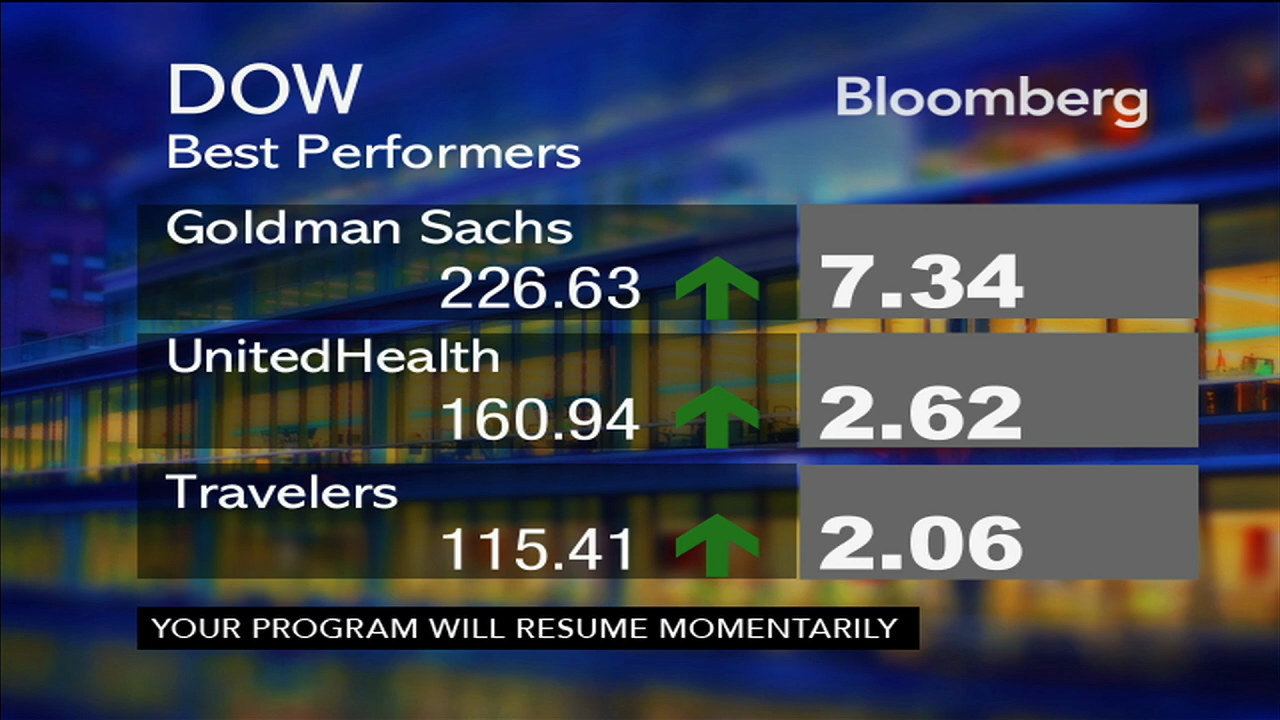 DOW
Bloomberg
Best Performers
Goldman Sachs
226.63 7.34
UnitedHealth
160.94 2.62
Travelers
115.41 2.06
YOUR PROGRAM WILL RESUME MOMENTARILY